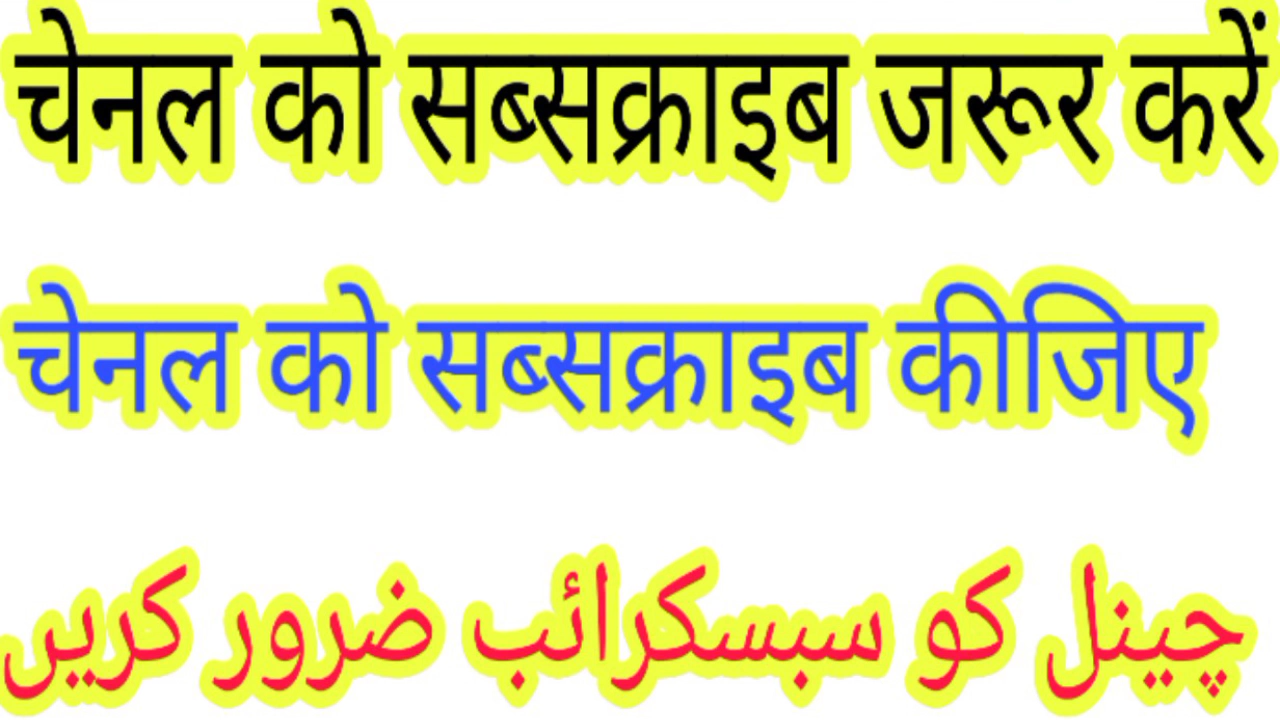 चेनल को सब्सक्राइब जरूर करें
चेनल को सब्सक्राइब कीजिए
چینل کو سبسکرائب ضرور کریں